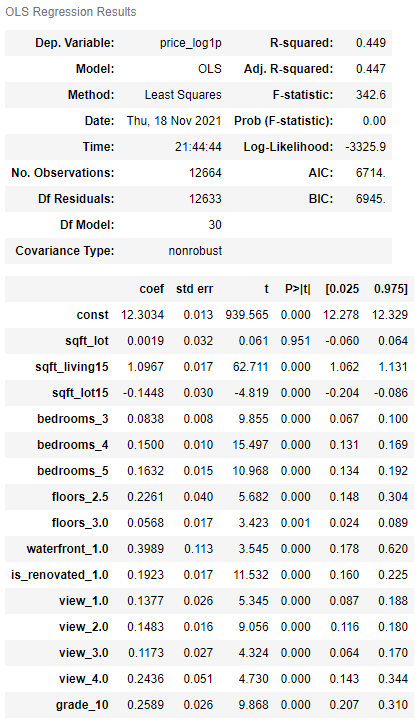 OLS Regression Results
Dep. Variable: price_log1p R-squared: 0.449
Model: OLS Adj. R-squared: 0.447
Method: Least Squares F-statistic: 342.6
Date: Thu, 18 Nov 2021 Prob (F-statistic): 0.00
Time: 21:44:44 Log-Likelihood: -3325.9
No. Observations: 12664 AIC: 6714.
Df Residuals: 12633 BIC: 6945.
Df Model: 30
Covariance Type: nonrobust
coef std err t P>|t| [0.025 0.975]
const 12.3034 0.013 939.565 0.000 12.278 12.329
sqft_lot 0.0019 0.032 0.061 0.951 -0.060 0.064
sqft_living15 1.0967 0.017 62.711 0.000 1.062 1.131
sqft_lot15 -0.1448 0.030 -4.819 0.000 -0.204 -0.086
bedrooms_3 0.0838 0.008 9.855 0.000 0.067 0.100
bedrooms_4 0.1500 0.010 15.497 0.000 0.131 0.169
bedrooms_5 0.1632 0.015 10.968 0.000 0.134 0.192
floors_2.5 0.2261 0.040 5.682 0.000 0.148 0.304
floors_3.0 0.0568 0.017 3.423 0.001 0.024 0.089
waterfront_1.0 0.3989 0.113 3.545 0.000 0.178 0.620
is_renovated_1.0 0.1923 0.017 11.532 0.000 0.160 0.225
view_1.0 0.1377 0.026 5.345 0.000 0.087 0.188
view_2.0 0.1483 0.016 9.056 0.000 0.116 0.180
view_3.0 0.1173 0.027 4.324 0.000 0.064 0.170
view_4.0 0.2436 0.051 4.730 0.000 0.143 0.344
grade_10 0.2589 0.026 9.868 0.000 0.207 0.310